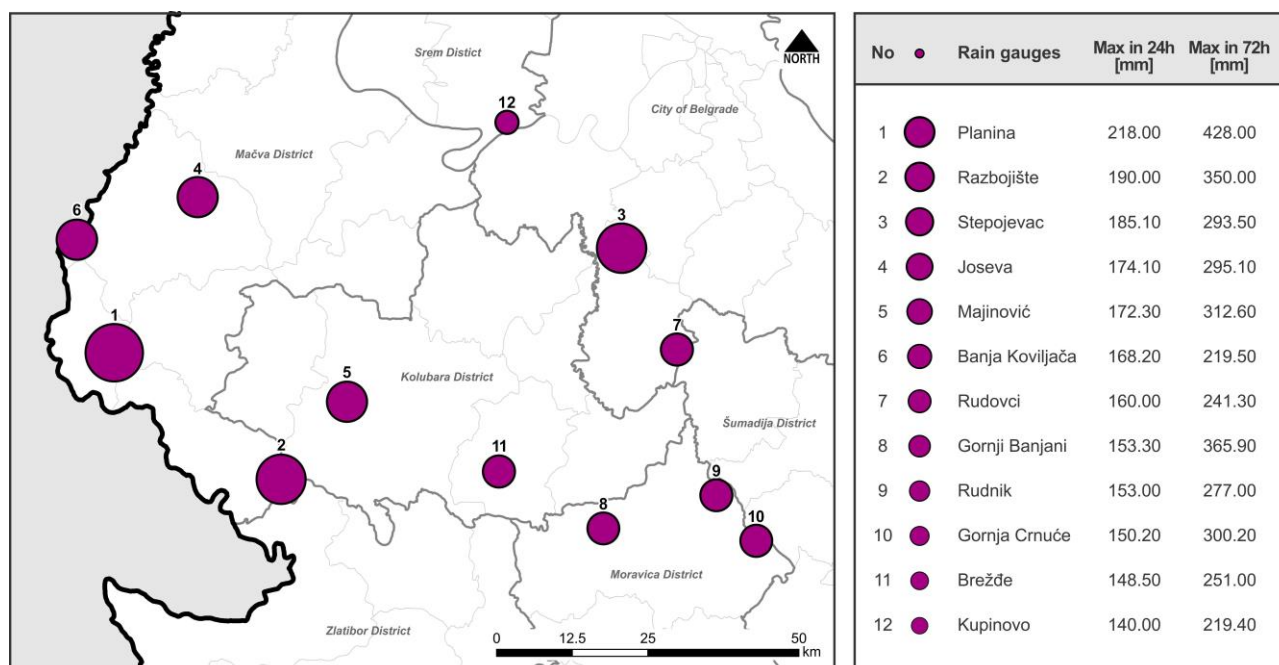 Srem Distict
NORTH
12
City of Belgrade
Mačva District
4
6
3
1
7
5
Kolubara District
Šumadija District
2
11
9
8
10
Moravica District
Zlatibor District
0 12.5 25 50
km
No Rain gauges Max in 24h [mm] Max in 72h [mm]
1 Planina 218.00 428.00
2 Razbojište 190.00 350.00
3 Stepojevac 185.10 293.50
4 Joseva 174.10 295.10
5 Majinović 172.30 312.60
6 Banja Koviljača 168.20 219.50
7 Rudovci 160.00 241.30
8 Gornji Banjani 153.30 365.90
9 Rudnik 153.00 277.00
10 Gornja Crnuće 150.20 300.20
11 Brežđe 148.50 251.00
12 Kupinovo 140.00 219.40